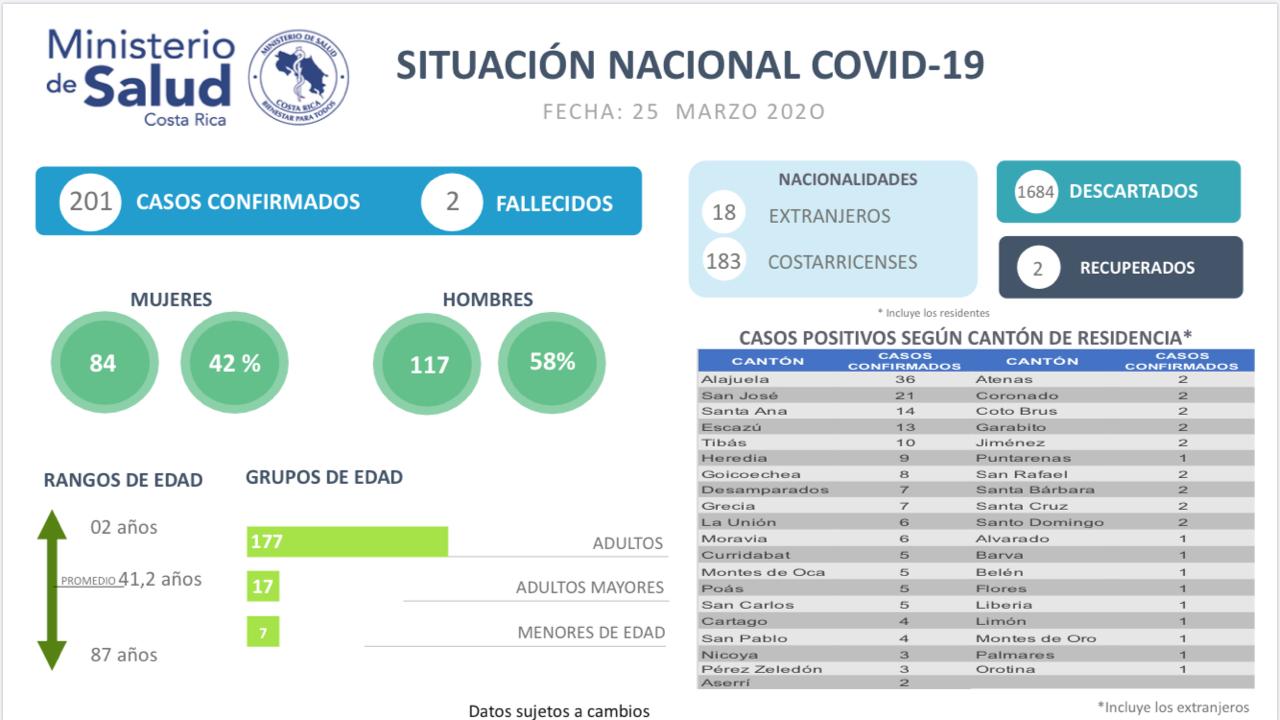 Ministerio
de Salud
Costa Rica
MINISTERIO DE SALUD
COSTA RICA
BIENESTAR PARA TODOS
SITUACIÓN NACIONAL COVID-19
FECHA: 25 MARZO 202O
201 CASOS CONFIRMADOS 2 FALLECIDOS
NACIONALIDADES
18 EXTRANJEROS
183 COSTARRICENSES
1684 DESCARTADOS
2 RECUPERADOS
* Incluye los residentes
MUJERES
84 42 %
HOMBRES
117 58%
RANGOS DE EDAD
02 años
PROMEDIO 41,2 años
87 años
GRUPOS DE EDAD
177 ADULTOS
17 ADULTOS MAYORES
7 MENORES DE EDAD
Datos sujetos a cambios
CASOS POSITIVOS SEGÚN CANTÓN DE RESIDENCIA*
CANTÓN CASOS CONFIRMADOS CANTÓN CASOS CONFIRMADOS
Alajuela 36 Atenas 2
San José 21 Coronado 2
Santa Ana 14 Coto Brus 2
Escazú 13 Garabito 2
Tibás 10 Jiménez 2
Heredia 9 Puntarenas 1
Goicoechea 8 San Rafael 2
Desamparados 7 Santa Bárbara 2
Grecia 7 Santa Cruz 2
La Unión 6 Santo Domingo 2
Moravia 6 Alvarado 1
Curridabat 5 Barva 1
Montes de Oca 5 Belén 1
Poás 5 Flores 1
San Carlos 5 Liberia 1
Cartago 4 Limón 1
San Pablo 4 Montes de Oro 1
Nicoya 3 Palmares 1
Pérez Zeledón 3 Orotina 1
Aserrí 2
*Incluye los extranjeros